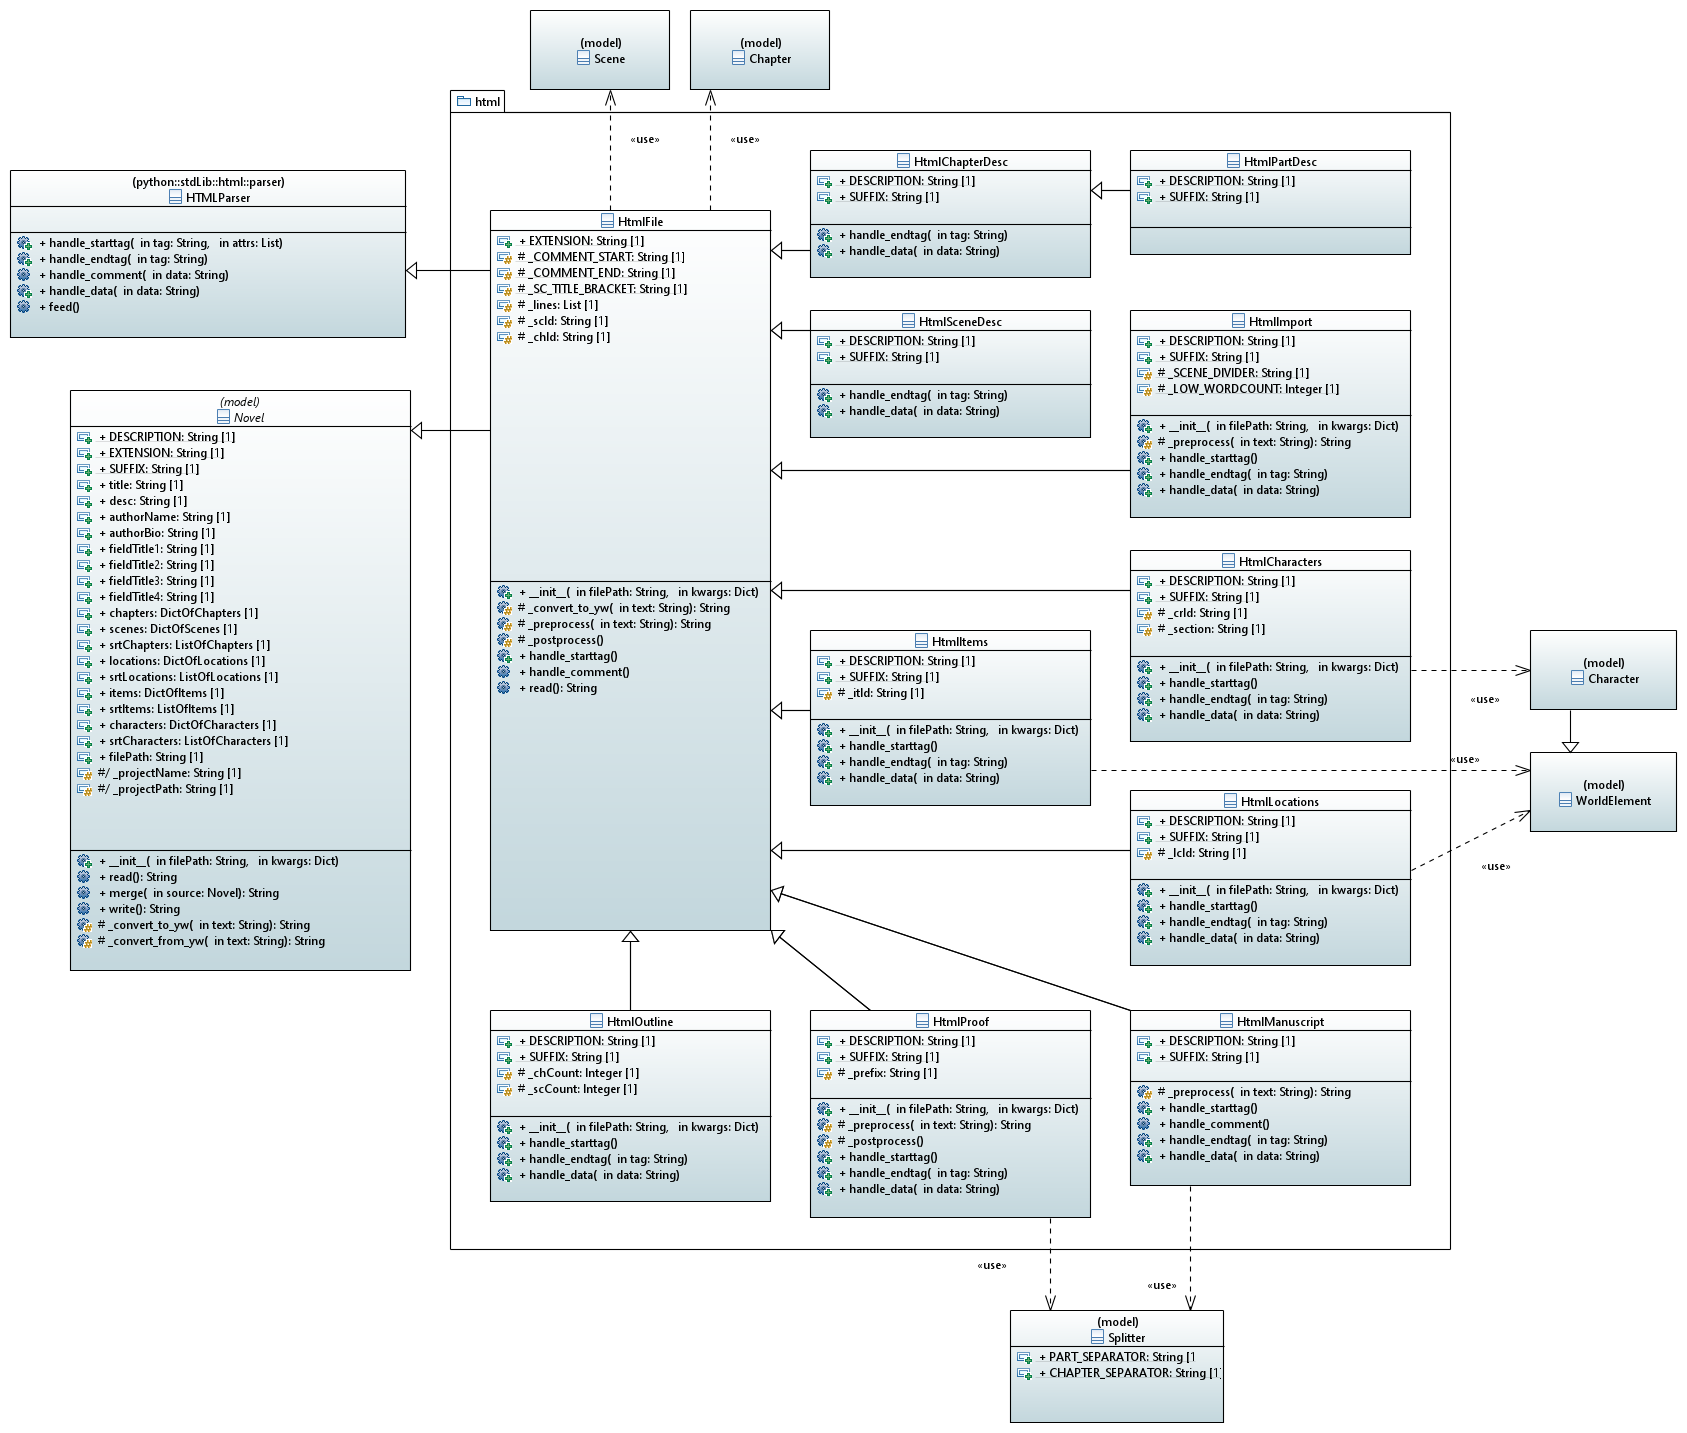 (model)
Scene
(model)
Chapter
html
«use»
«use»
(python::stdLib::html::parser)
HTMLParser
+ handle_starttag( in tag: String, in attrs: List)
+ handle_endtag( in tag: String)
+ handle_comment( in data: String)
+ handle_data( in data: String)
+ feed()
(model)
Novel
+ DESCRIPTION: String [1]
+ EXTENSION: String [1]
+ SUFFIX: String [1]
+ title: String [1]
+ desc: String [1]
+ authorName: String [1]
+ authorBio: String [1]
+ fieldTitle1: String [1]
+ fieldTitle2: String [1]
+ fieldTitle3: String [1]
+ fieldTitle4: String [1]
+ chapters: DictOfChapters [1]
+ scenes: DictOfScenes [1]
+ srtChapters: ListOfChapters [1]
+ locations: DictOfLocations [1]
+ srtLocations: ListOfLocations [1]
+ items: DictOfItems [1]
+ srtItems: ListOfItems [1]
+ characters: DictOfCharacters [1]
+ srtCharacters: ListOfCharacters [1]
+ filePath: String [1]
#/ _projectName: String [1]
#/ _projectPath: String [1]
+ __init__( in filePath: String, in kwargs: Dict)
+ read(): String
+ merge( in source: Novel): String
+ write(): String
# _convert_to_yw( in text: String): String
# _convert_from_yw( in text: String): String
HtmlFile
+ EXTENSION: String [1]
# _COMMENT_START: String [1]
# _COMMENT_END: String [1]
# _SC_TITLE_BRACKET: String [1]
# _lines: List [1]
# _scId: String [1]
# _chId: String [1]
+ __init__( in filePath: String, in kwargs: Dict)
# _convert_to_yw( in text: String): String
# _preprocess( in text: String): String
# _postprocess()
+ handle_starttag()
+ handle_comment()
+ read(): String
HtmlChapterDesc
+ DESCRIPTION: String [1]
+ SUFFIX: String [1]
+ handle_endtag( in tag: String)
+ handle_data( in data: String)
HtmlPartDesc
+ DESCRIPTION: String [1]
+ SUFFIX: String [1]
HtmlSceneDesc
+ DESCRIPTION: String [1]
+ SUFFIX: String [1]
+ handle_endtag( in tag: String)
+ handle_data( in data: String)
HtmlImport
+ DESCRIPTION: String [1]
+ SUFFIX: String [1]
# _SCENE_DIVIDER: String [1]
# _LOW_WORDCOUNT: Integer [1]
+ __init__( in filePath: String, in kwargs: Dict)
# _preprocess( in text: String): String
+ handle_starttag()
+ handle_endtag( in tag: String)
+ handle_data( in data: String)
HtmlCharacters
+ DESCRIPTION: String [1]
+ SUFFIX: String [1]
# _crId: String [1]
# _section: String [1]
+ __init__( in filePath: String, in kwargs: Dict)
+ handle_starttag()
+ handle_endtag( in tag: String)
+ handle_data( in data: String)
HtmlItems
+ DESCRIPTION: String [1]
+ SUFFIX: String [1]
# _itId: String [1]
+ __init__( in filePath: String, in kwargs: Dict)
+ handle_starttag()
+ handle_endtag( in tag: String)
+ handle_data( in data: String)
(model)
Character
«use»
«use»
(model)
WorldElement
HtmlLocations
+ DESCRIPTION: String [1]
+ SUFFIX: String [1]
# _lcId: String [1]
+ __init__( in filePath: String, in kwargs: Dict)
+ handle_starttag()
+ handle_endtag( in tag: String)
+ handle_data( in data: String)
«use»
HtmlOutline
+ DESCRIPTION: String [1]
+ SUFFIX: String [1]
# _chCount: Integer [1]
# _scCount: Integer [1]
+ __init__( in filePath: String, in kwargs: Dict)
+ handle_starttag()
+ handle_endtag( in tag: String)
+ handle_data( in data: String)
HtmlProof
+ DESCRIPTION: String [1]
+ SUFFIX: String [1]
# _prefix: String [1]
+ __init__( in filePath: String, in kwargs: Dict)
# _preprocess( in text: String): String
# _postprocess()
+ handle_starttag()
+ handle_endtag( in tag: String)
+ handle_data( in data: String)
HtmlManuscript
+ DESCRIPTION: String [1]
+ SUFFIX: String [1]
# _preprocess( in text: String): String
+ handle_starttag()
+ handle_comment()
+ handle_endtag( in tag: String)
+ handle_data( in data: String)
«use»
«use»
(model)
Splitter
+ PART_SEPARATOR: String [1
+ CHAPTER_SEPARATOR: String [1]